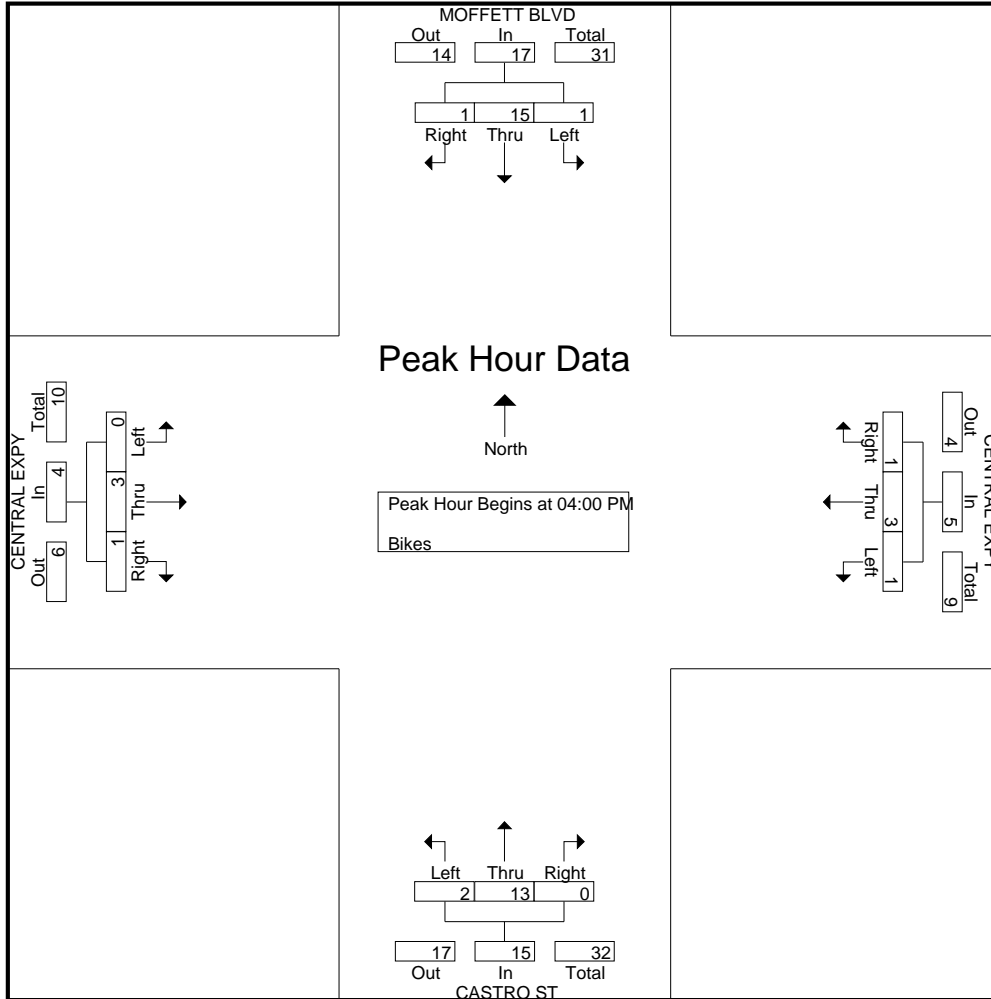 MOFFETT BLVD
Out In Total
14 17 31
1 15 1
Right Thru Left
Peak Hour Data
North
Peak Hour Begins at 04:00 PM
Bikes
CENTRAL EXPY
Total In Out
10 4 6
0 3 1
Left Thru Right
CENTRAL EXPY
Out In Total
4 5 9
1 3 1
Right Thru Left
Left Thru Right
2 13 0
17 15 32
Out In Total
CASTRO ST